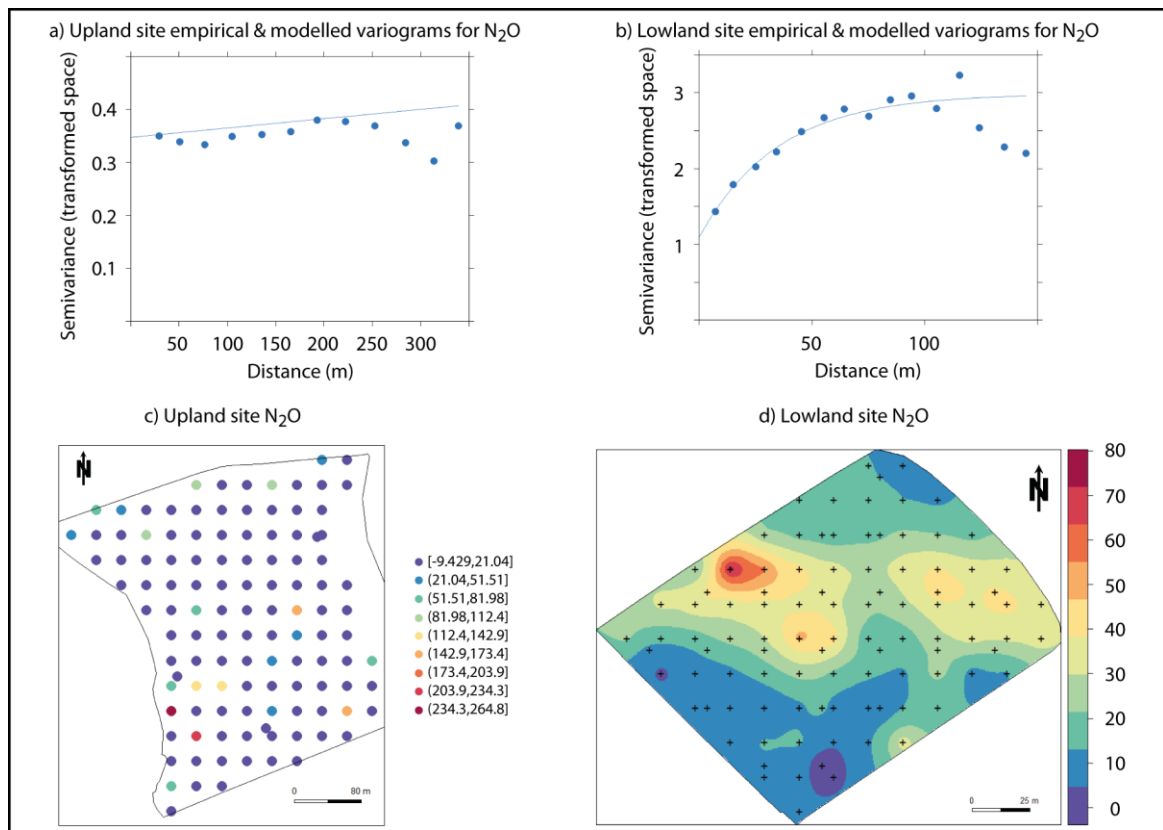 a) Upland site empirical & modelled variograms for N₂O
Semivariance (transformed space)
0.4
0.3
0.2
0.1
50 100 150 200 250 300
Distance (m)
b) Lowland site empirical & modelled variograms for N₂O
Semivariance (transformed space)
3
2
1
50 100
Distance (m)
c) Upland site N₂O
N
[-9.429,21.04]
(21.04,51.51]
(51.51,81.98]
(81.98,112.4]
(112.4,142.9]
(142.9,173.4]
(173.4,203.9]
(203.9,234.3]
(234.3,264.8]
0 80 m
d) Lowland site N₂O
N
80
70
60
50
40
30
20
10
0
0 25 m